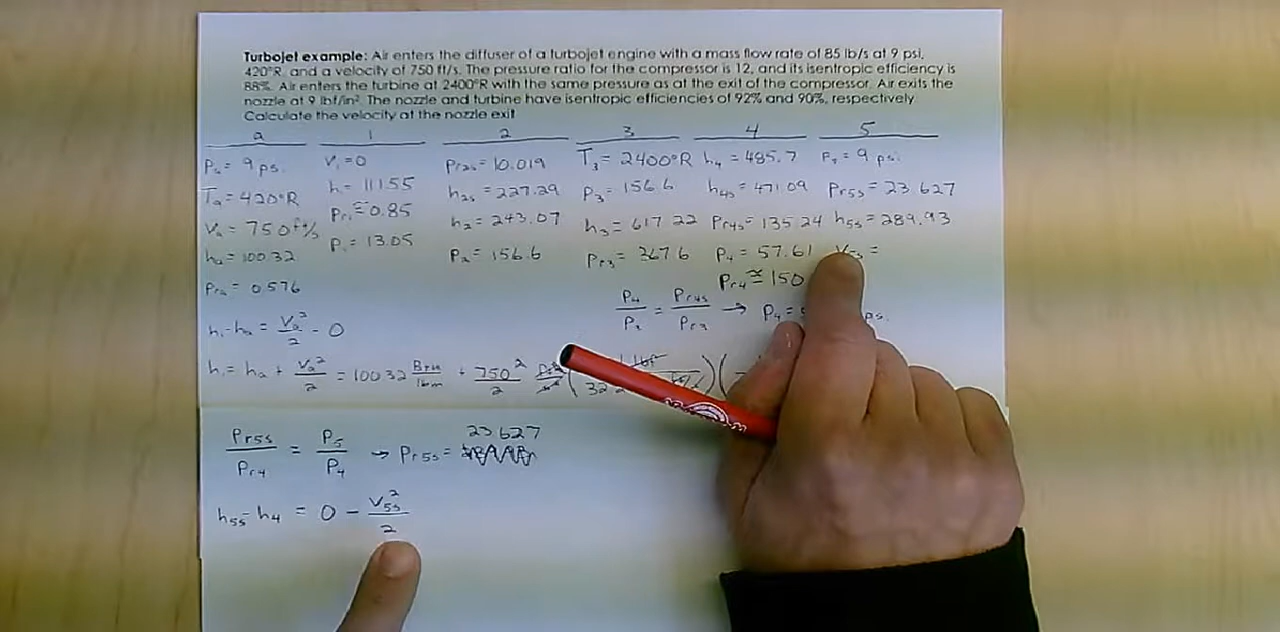 Turbojet example: Air enters the diffuser of a turbojet engine with a mass flow rate of 85 lb/s at 9 psi,
420°R, and a velocity of 750 ft/s. The pressure ratio for the compressor is 12, and its isentropic efficiency is
88%. Air enters the turbine at 2400°R with the same pressure as at the exit of the compressor. Air exits the
nozzle at 9 lbf/in². The nozzle and turbine have isentropic efficiencies of 92% and 90%, respectively.
Calculate the velocity at the nozzle exit
a 1 2 3 4 5
Pa = 9 psi V1 = 0 Pr2s = 10.019 T3 = 2400°R h4 = 485.7 P5 = 9 psi
Ta = 420°R h1 = 111.55 h2s = 227.29 P3 = 156.6 h4s = 471.09 Pr5s = 23.627
Va = 750 ft/s Pr1 ≅ 0.85 h2 = 243.07 h3 = 617.22 Pr4s = 135.24 h5s = 289.93
ha = 100.32 P1 = 13.05 P2 = 156.6 Pr3 = 367.6 P4 = 57.61 V5s =
Pra = 0.576 Pr4 ≅ 150
P4/P3 = Pr4s/Pr3 → P4 =
h1 - ha = Va²/2 - 0
h1 = ha + Va²/2 = 100.32 Btu/lbm + 750²/2
Pr5s/Pr4 = P5/P4 → Pr5s = 23.627
h5s - h4 = 0 - V5s²/2